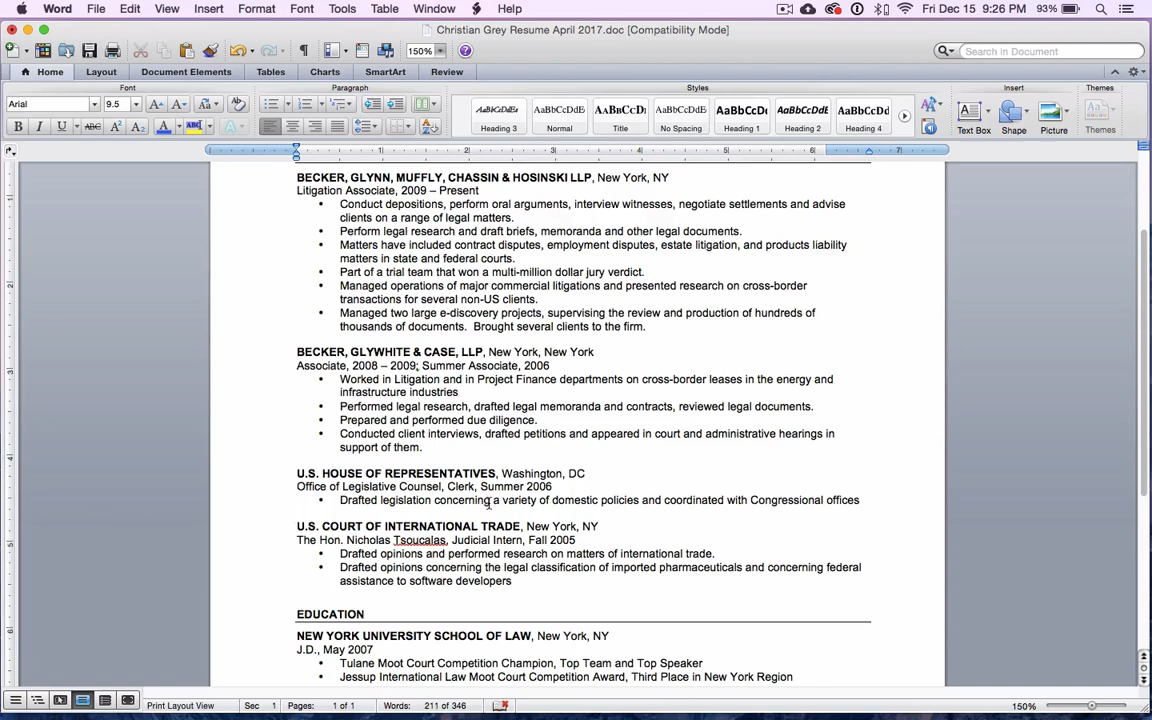 Word File Edit View Insert Format Font Tools Table Window Help Fri Dec 15 9:26 PM 93%
Christian Grey Resume April 2017.doc [Compatibility Mode]
150% Search in Document
Home Layout Document Elements Tables Charts SmartArt Review
Font Paragraph Styles Insert Themes
Arial 9.5 AaBbCcDdEe AaBbCcDdE AaBbCcD AaBbCcDdE AaBbCcD AaBbCcDdE AaBbCcD
Heading 3 Normal Title No Spacing Heading 1 Heading 2 Heading 4 Text Box Shape Picture Themes
1 2 3 4 5 6 7
BECKER, GLYNN, MUFFLY, CHASSIN & HOSINSKI LLP, New York, NY
Litigation Associate, 2009 – Present
• Conduct depositions, perform oral arguments, interview witnesses, negotiate settlements and advise
clients on a range of legal matters.
• Perform legal research and draft briefs, memoranda and other legal documents.
• Matters have included contract disputes, employment disputes, estate litigation, and products liability
matters in state and federal courts.
• Part of a trial team that won a multi-million dollar jury verdict.
• Managed operations of major commercial litigations and presented research on cross-border
transactions for several non-US clients.
• Managed two large e-discovery projects, supervising the review and production of hundreds of
thousands of documents.  Brought several clients to the firm.
BECKER, GLYWHITE & CASE, LLP, New York, New York
Associate, 2008 – 2009; Summer Associate, 2006
• Worked in Litigation and in Project Finance departments on cross-border leases in the energy and
infrastructure industries
• Performed legal research, drafted legal memoranda and contracts, reviewed legal documents.
• Prepared and performed due diligence.
• Conducted client interviews, drafted petitions and appeared in court and administrative hearings in
support of them.
U.S. HOUSE OF REPRESENTATIVES, Washington, DC
Office of Legislative Counsel, Clerk, Summer 2006
• Drafted legislation concerning a variety of domestic policies and coordinated with Congressional offices
U.S. COURT OF INTERNATIONAL TRADE, New York, NY
The Hon. Nicholas Tsoucalas, Judicial Intern, Fall 2005
• Drafted opinions and performed research on matters of international trade.
• Drafted opinions concerning the legal classification of imported pharmaceuticals and concerning federal
assistance to software developers
EDUCATION
NEW YORK UNIVERSITY SCHOOL OF LAW, New York, NY
J.D., May 2007
• Tulane Moot Court Competition Champion, Top Team and Top Speaker
• Jessup International Law Moot Court Competition Award, Third Place in New York Region
Print Layout View Sec 1 Pages: 1 of 1 Words: 211 of 346 150%